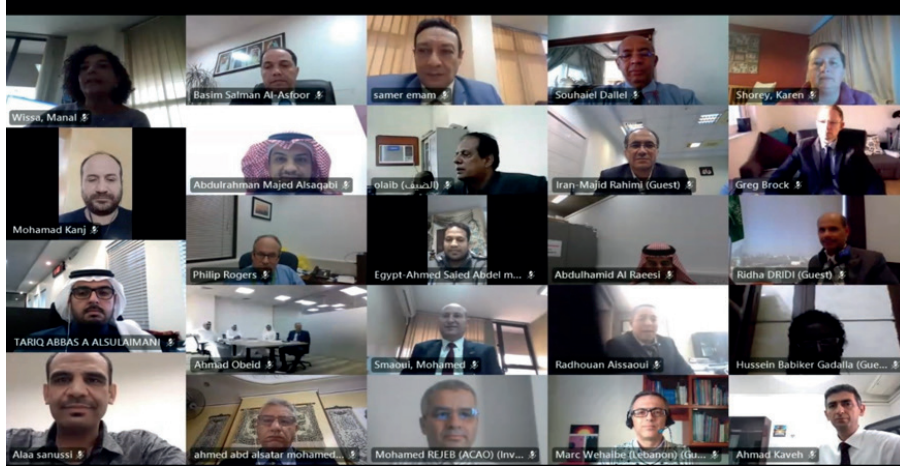 Wissa, Manal
Basim Salman Al-Asfoor
samer emam
Souhaiel Dallel
Shorey, Karen
Mohamad Kanj
Abdulrahman Majed Alsaqabi
olaib (الضيف)
Iran-Majid Rahimi (Guest)
Greg Brock
Philip Rogers
Egypt-Ahmed Saied Abdel m...
Abdulhamid Al Raeesi
Ridha DRIDI (Guest)
TARIQ ABBAS A ALSULAIMANI
Ahmad Obeid
Smaoui, Mohamed
Radhouan Aissaoui
Hussein Babiker Gadalla (Gue...
Alaa sanussi
ahmed abd alsatar mohamed...
Mohamed REJEB (ACAO) (Inv...
Marc Wehaibe (Lebanon) (Gu...
Ahmad Kaveh